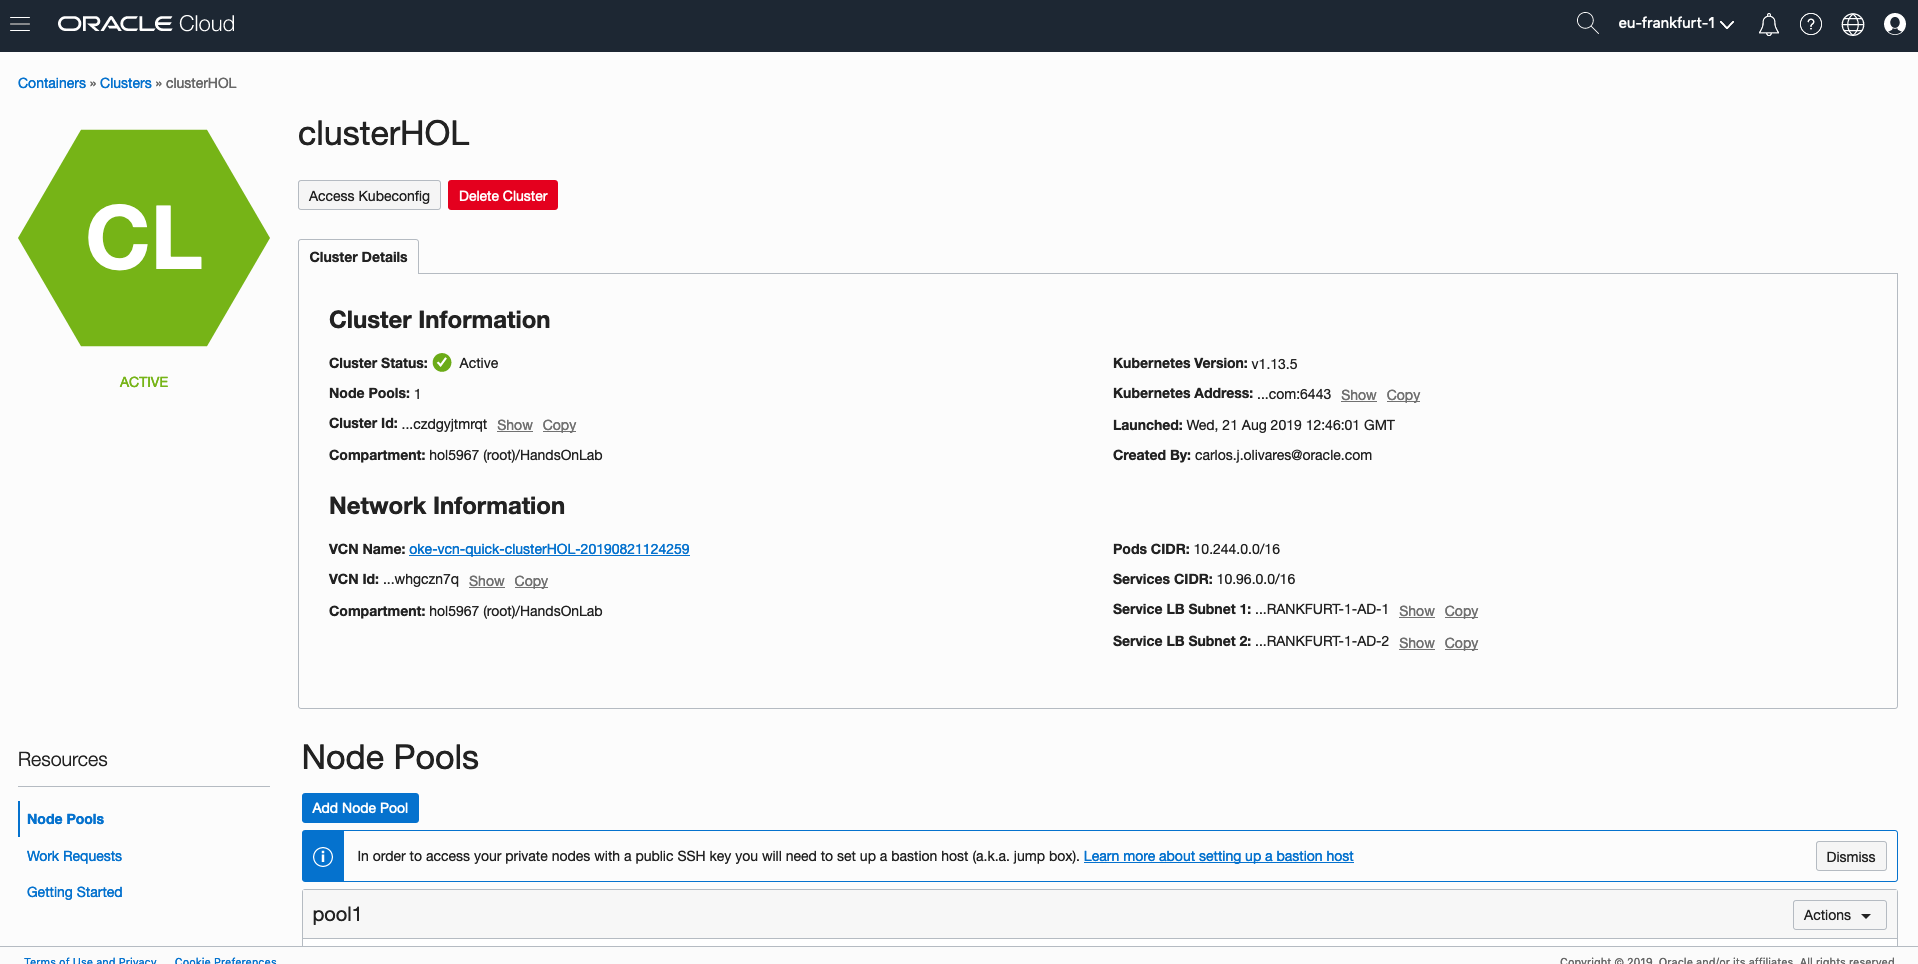 ORACLE Cloud
eu-frankfurt-1
Containers » Clusters » clusterHOL
CL
ACTIVE
clusterHOL
Access Kubeconfig
Delete Cluster
Cluster Details
Cluster Information
Cluster Status: Active
Node Pools: 1
Cluster Id: ...czdgyjtmrqt Show Copy
Compartment: hol5967 (root)/HandsOnLab
Kubernetes Version: v1.13.5
Kubernetes Address: ...com:6443 Show Copy
Launched: Wed, 21 Aug 2019 12:46:01 GMT
Created By: carlos.j.olivares@oracle.com
Network Information
VCN Name: oke-vcn-quick-clusterHOL-20190821124259
VCN Id: ...whgczn7q Show Copy
Compartment: hol5967 (root)/HandsOnLab
Pods CIDR: 10.244.0.0/16
Services CIDR: 10.96.0.0/16
Service LB Subnet 1: ...RANKFURT-1-AD-1 Show Copy
Service LB Subnet 2: ...RANKFURT-1-AD-2 Show Copy
Resources
Node Pools
Work Requests
Getting Started
Node Pools
Add Node Pool
In order to access your private nodes with a public SSH key you will need to set up a bastion host (a.k.a. jump box). Learn more about setting up a bastion host
Dismiss
pool1
Actions
Terms of Use and Privacy Cookie Preferences
Copyright © 2019, Oracle and/or its affiliates. All rights reserved.